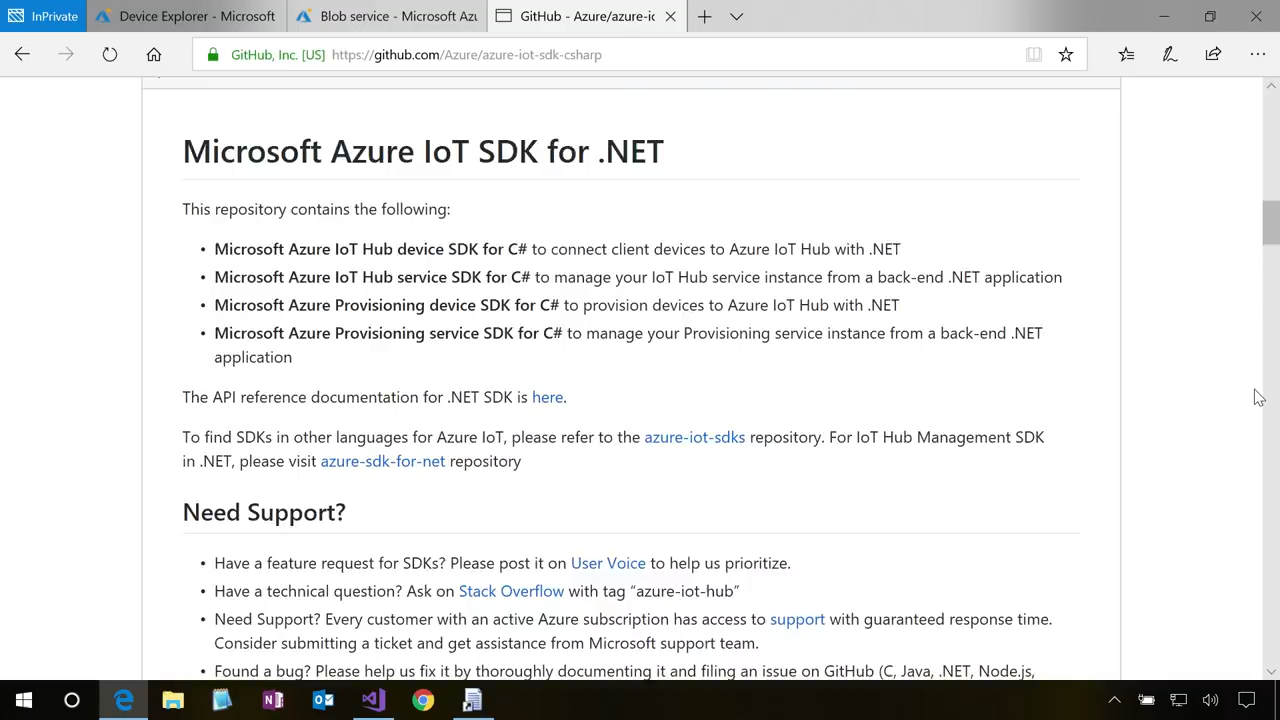 InPrivate
Device Explorer - Microsoft
Blob service - Microsoft Azu
GitHub - Azure/azure-ic
GitHub, Inc. [US] https://github.com/Azure/azure-iot-sdk-csharp
Microsoft Azure IoT SDK for .NET
This repository contains the following:
• Microsoft Azure IoT Hub device SDK for C# to connect client devices to Azure IoT Hub with .NET
• Microsoft Azure IoT Hub service SDK for C# to manage your IoT Hub service instance from a back-end .NET application
• Microsoft Azure Provisioning device SDK for C# to provision devices to Azure IoT Hub with .NET
• Microsoft Azure Provisioning service SDK for C# to manage your Provisioning service instance from a back-end .NET
application
The API reference documentation for .NET SDK is here.
To find SDKs in other languages for Azure IoT, please refer to the azure-iot-sdks repository. For IoT Hub Management SDK
in .NET, please visit azure-sdk-for-net repository
Need Support?
• Have a feature request for SDKs? Please post it on User Voice to help us prioritize.
• Have a technical question? Ask on Stack Overflow with tag “azure-iot-hub”
• Need Support? Every customer with an active Azure subscription has access to support with guaranteed response time.
Consider submitting a ticket and get assistance from Microsoft support team.
• Found a bug? Please help us fix it by thoroughly documenting it and filing an issue on GitHub (C, Java, .NET, Node.js,